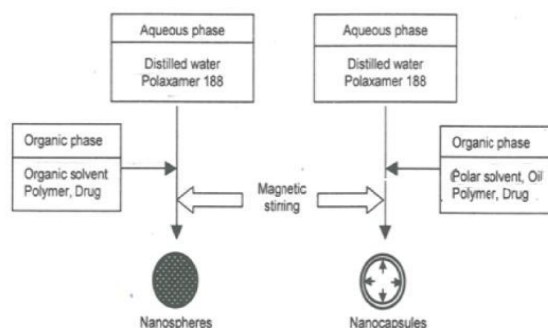 Aqueous phase
Distilled water
Polaxamer 188
Aqueous phase
Distilled water
Polaxamer 188
Organic phase
Organic solvent
Polymer, Drug
Magnetic
stirring
Organic phase
Polar solvent, Oil
Polymer, Drug
Nanospheres
Nanocapsules